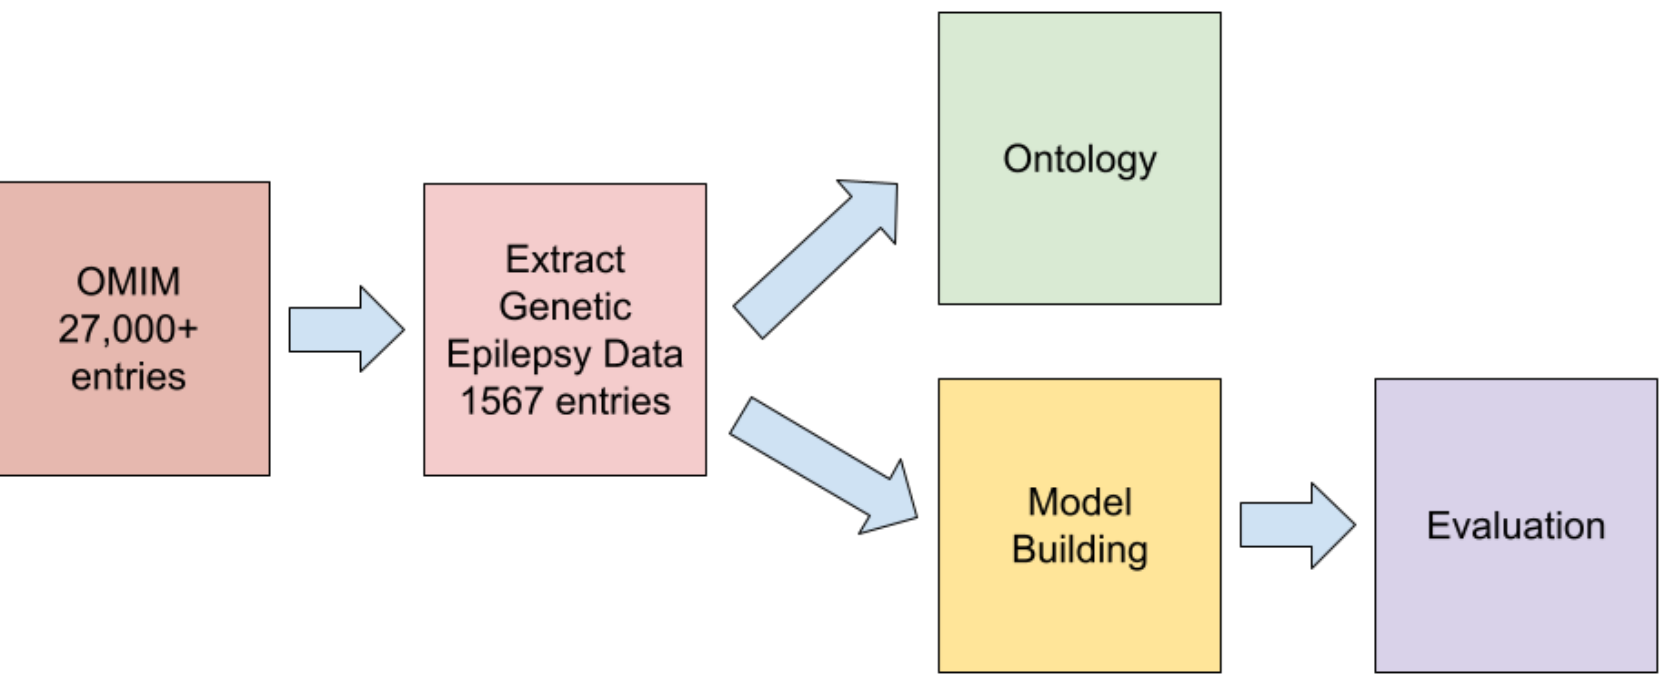 OMIM
27,000+
entries
Extract
Genetic
Epilepsy Data
1567 entries
Ontology
Model
Building
Evaluation